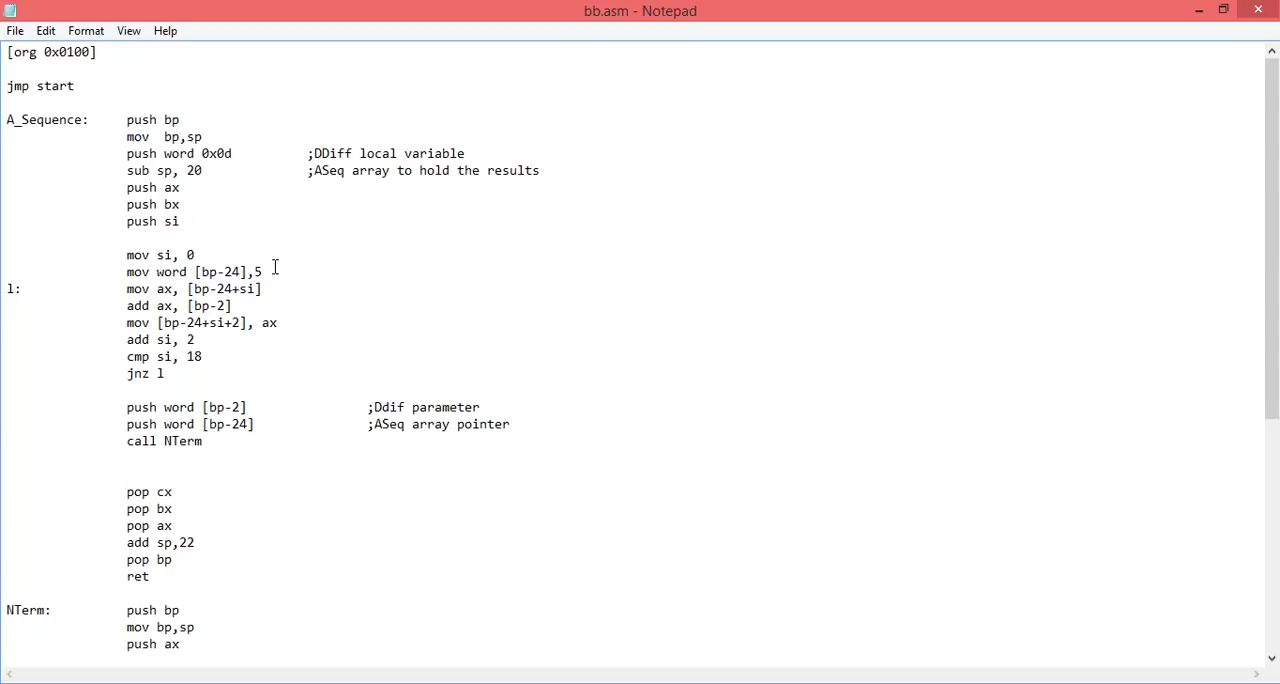 bb.asm - Notepad
File Edit Format View Help
[org 0x0100]
jmp start
A_Sequence: push bp
mov bp,sp
push word 0x0d ;DDiff local variable
sub sp, 20 ;ASeq array to hold the results
push ax
push bx
push si
mov si, 0
mov word [bp-24],5
l: mov ax, [bp-24+si]
add ax, [bp-2]
mov [bp-24+si+2], ax
add si, 2
cmp si, 18
jnz l
push word [bp-2] ;Ddif parameter
push word [bp-24] ;ASeq array pointer
call NTerm
pop cx
pop bx
pop ax
add sp,22
pop bp
ret
NTerm: push bp
mov bp,sp
push ax